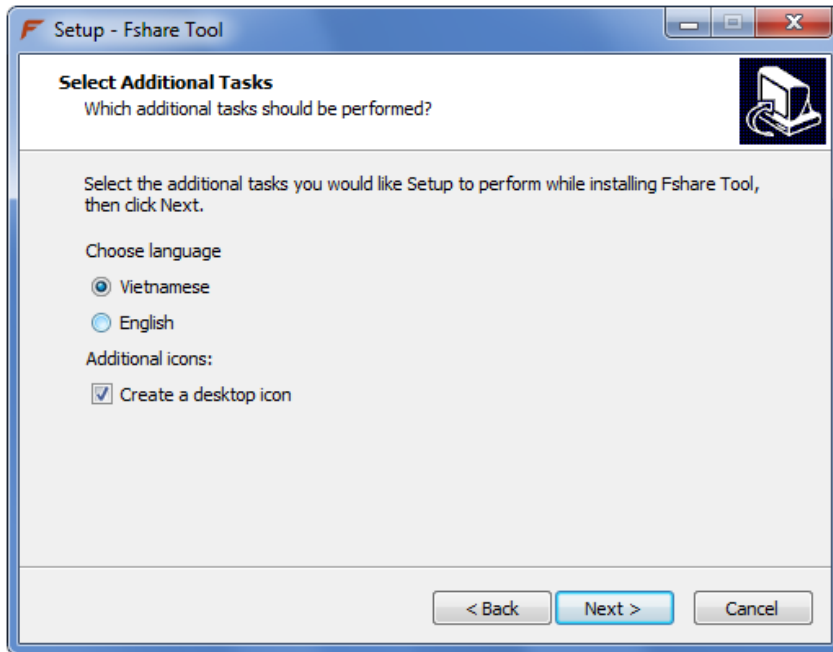 Setup - Fshare Tool
Select Additional Tasks
Which additional tasks should be performed?
Select the additional tasks you would like Setup to perform while installing Fshare Tool,
then click Next.
Choose language
Vietnamese
English
Additional icons:
Create a desktop icon
< Back
Next >
Cancel